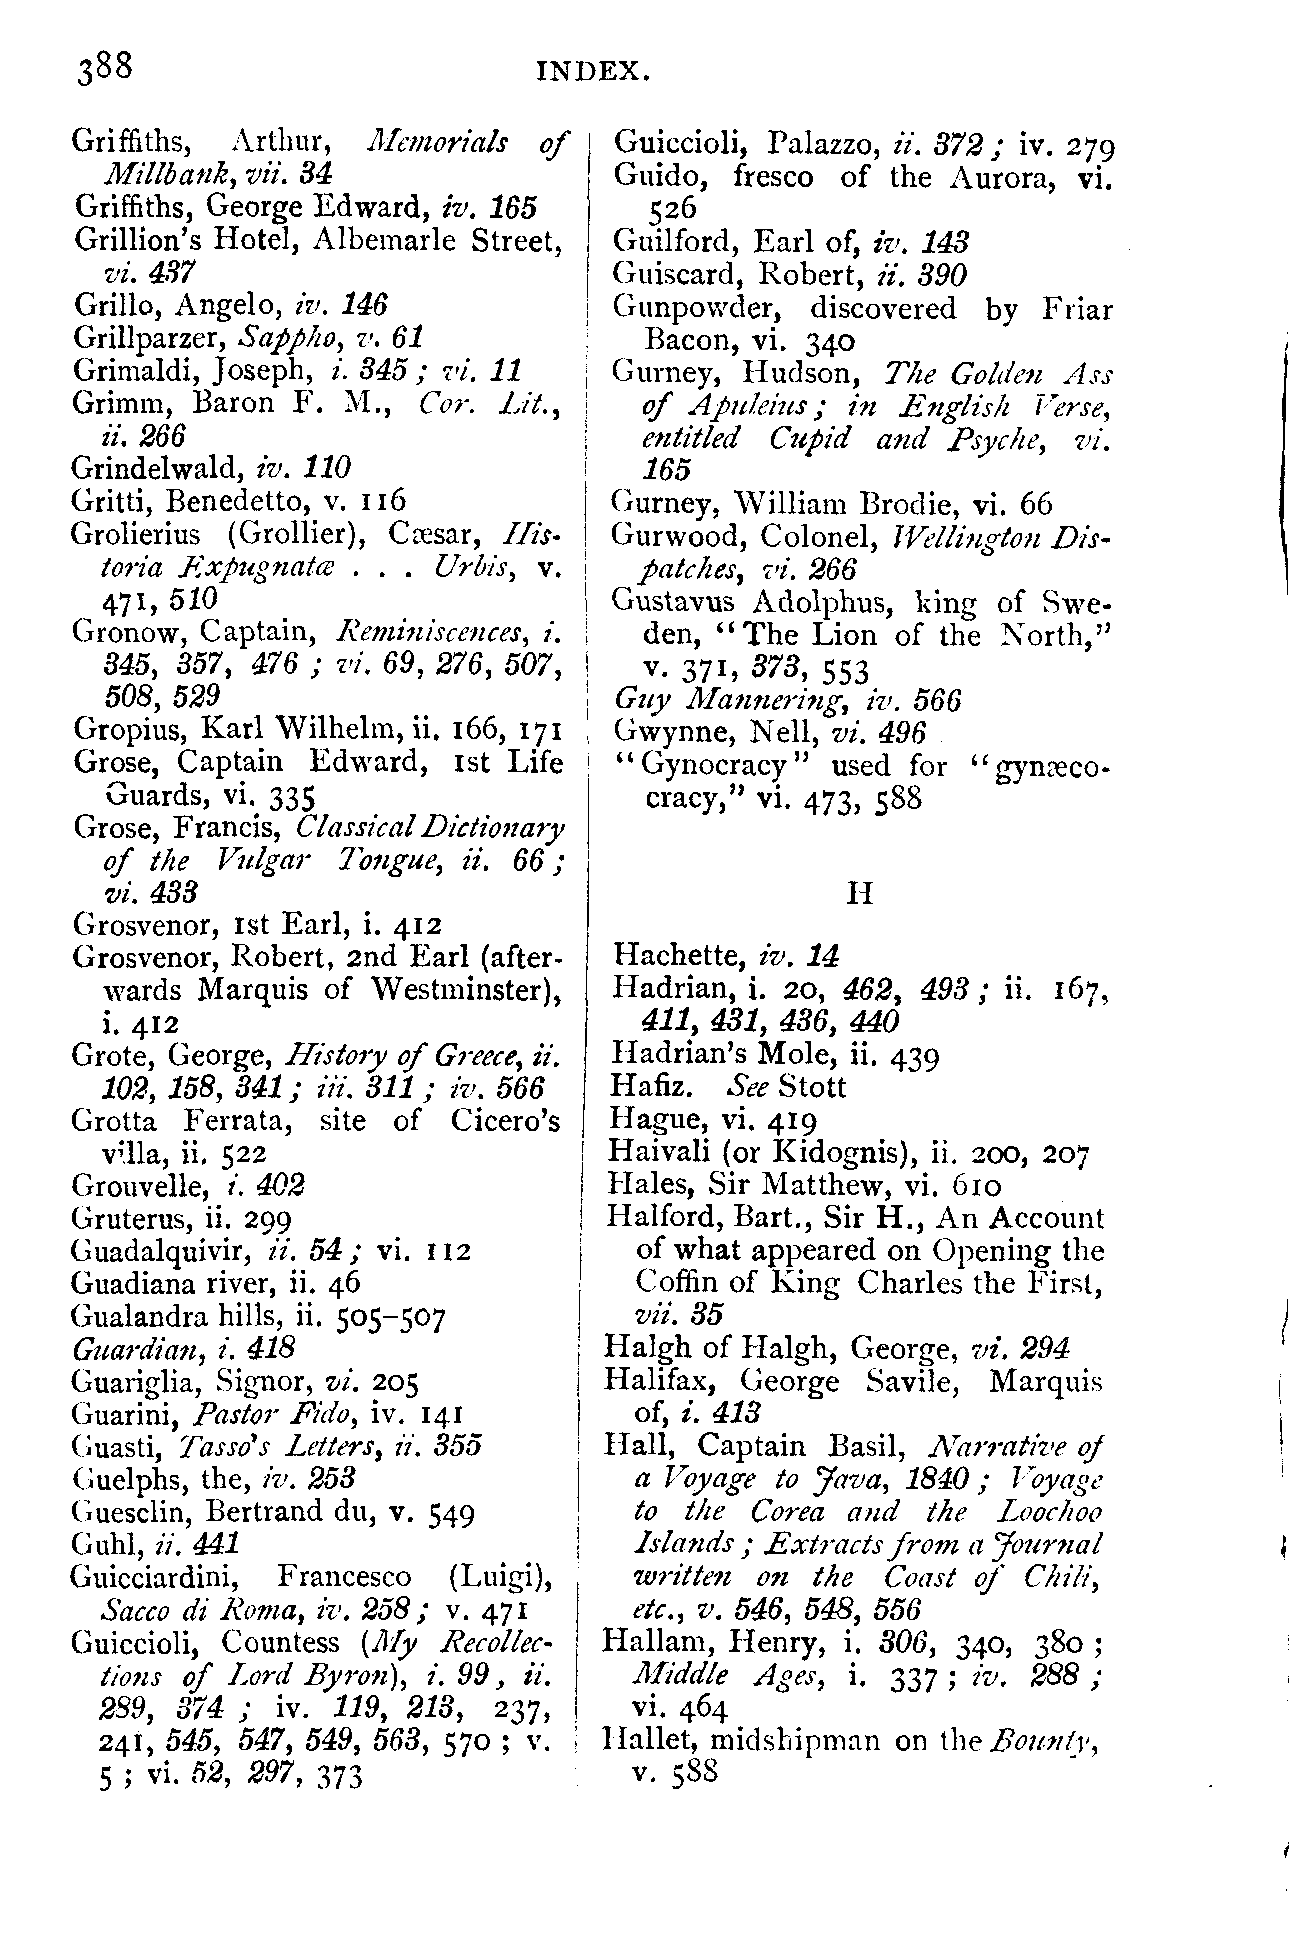 388
INDEX.
Griffiths, Arthur, Memorials of
Millbank, vii. 34
Griffiths, George Edward, iv. 165
Grillion's Hotel, Albemarle Street,
vi. 437
Grillo, Angelo, iv. 146
Grillparzer, Sappho, v. 61
Grimaldi, Joseph, i. 345 ; vi. 11
Grimm, Baron F. M., Cor. Lit.,
ii. 266
Grindelwald, iv. 110
Gritti, Benedetto, v. 116
Grolierius (Grollier), Cæsar, His-
toria Expugnatæ . . . Urbis, v.
471, 510
Gronow, Captain, Reminiscences, i.
345, 357, 476 ; vi. 69, 276, 507,
508, 529
Gropius, Karl Wilhelm, ii. 166, 171
Grose, Captain Edward, 1st Life
Guards, vi. 335
Grose, Francis, Classical Dictionary
of the Vulgar Tongue, ii. 66 ;
vi. 433
Grosvenor, 1st Earl, i. 412
Grosvenor, Robert, 2nd Earl (after-
wards Marquis of Westminster),
i. 412
Grote, George, History of Greece, ii.
102, 158, 341 ; iii. 311 ; iv. 566
Grotta Ferrata, site of Cicero's
villa, ii. 522
Grouvelle, i. 402
Gruterus, ii. 299
Guadalquivir, ii. 54 ; vi. 112
Guadiana river, ii. 46
Gualandra hills, ii. 505–507
Guardian, i. 418
Guariglia, Signor, vi. 205
Guarini, Pastor Fido, iv. 141
Guasti, Tasso's Letters, ii. 355
Guelphs, the, iv. 253
Guesclin, Bertrand du, v. 549
Guhl, ii. 441
Guicciardini, Francesco (Luigi),
Sacco di Roma, iv. 258 ; v. 471
Guiccioli, Countess (My Recollec-
tions of Lord Byron), i. 99, ii.
289, 374 ; iv. 119, 213, 237,
241, 545, 547, 549, 563, 570 ; v.
5 ; vi. 52, 297, 373
Guiccioli, Palazzo, ii. 372 ; iv. 279
Guido, fresco of the Aurora, vi.
526
Guilford, Earl of, iv. 143
Guiscard, Robert, ii. 390
Gunpowder, discovered by Friar
Bacon, vi. 340
Gurney, Hudson, The Golden Ass
of Apuleius ; in English Verse,
entitled Cupid and Psyche, vi.
165
Gurney, William Brodie, vi. 66
Gurwood, Colonel, Wellington Dis-
patches, vi. 266
Gustavus Adolphus, king of Swe-
den, "The Lion of the North,"
v. 371, 373, 553
Guy Mannering, iv. 566
Gwynne, Nell, vi. 496
"Gynocracy" used for "gynæco-
cracy," vi. 473, 588
H
Hachette, iv. 14
Hadrian, i. 20, 462, 493 ; ii. 167,
411, 431, 436, 440
Hadrian's Mole, ii. 439
Hafiz. See Stott
Hague, vi. 419
Haivali (or Kidognis), ii. 200, 207
Hales, Sir Matthew, vi. 610
Halford, Bart., Sir H., An Account
of what appeared on Opening the
Coffin of King Charles the First,
vii. 35
Halgh of Halgh, George, vi. 294
Halifax, George Savile, Marquis
of, i. 413
Hall, Captain Basil, Narrative of
a Voyage to Java, 1840 ; Voyage
to the Corea and the Loochoo
Islands ; Extracts from a Journal
written on the Coast of Chili,
etc., v. 546, 548, 556
Hallam, Henry, i. 306, 340, 380 ;
Middle Ages, i. 337 ; iv. 288 ;
vi. 464
Hallet, midshipman on the Bounty,
v. 588